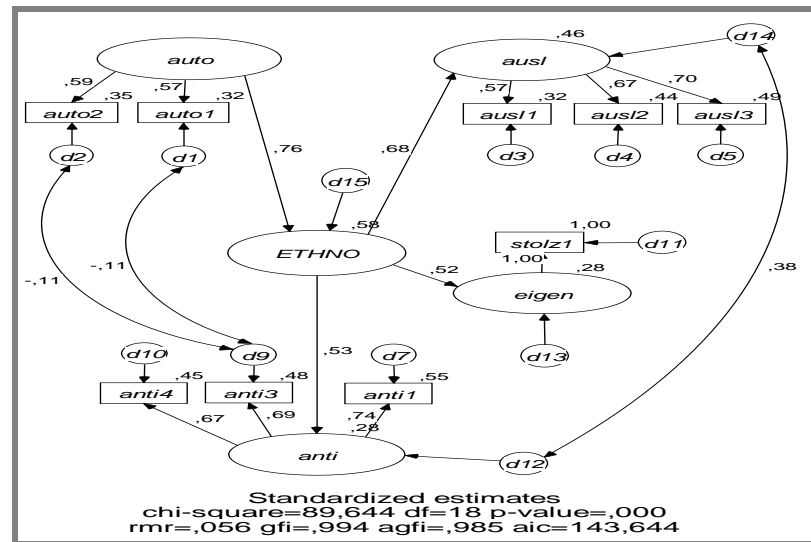 ,46
d14
auto
ausl
,59
,57
,57
,67
,70
,35
,32
,32
,44
,49
auto2
auto1
ausl1
ausl2
ausl3
d2
d1
d3
d4
d5
,76
,68
d15
,58
1,00
ETHNO
stolz1
d11
1,00
,52
,28
,38
-,11
-,11
eigen
d10
d9
,53
d7
d13
,45
,48
,55
anti4
anti3
anti1
,67
,69
,74
,28
anti
d12
Standardized estimates
chi-square=89,644 df=18 p-value=,000
rmr=,056 gfi=,994 agfi=,985 aic=143,644